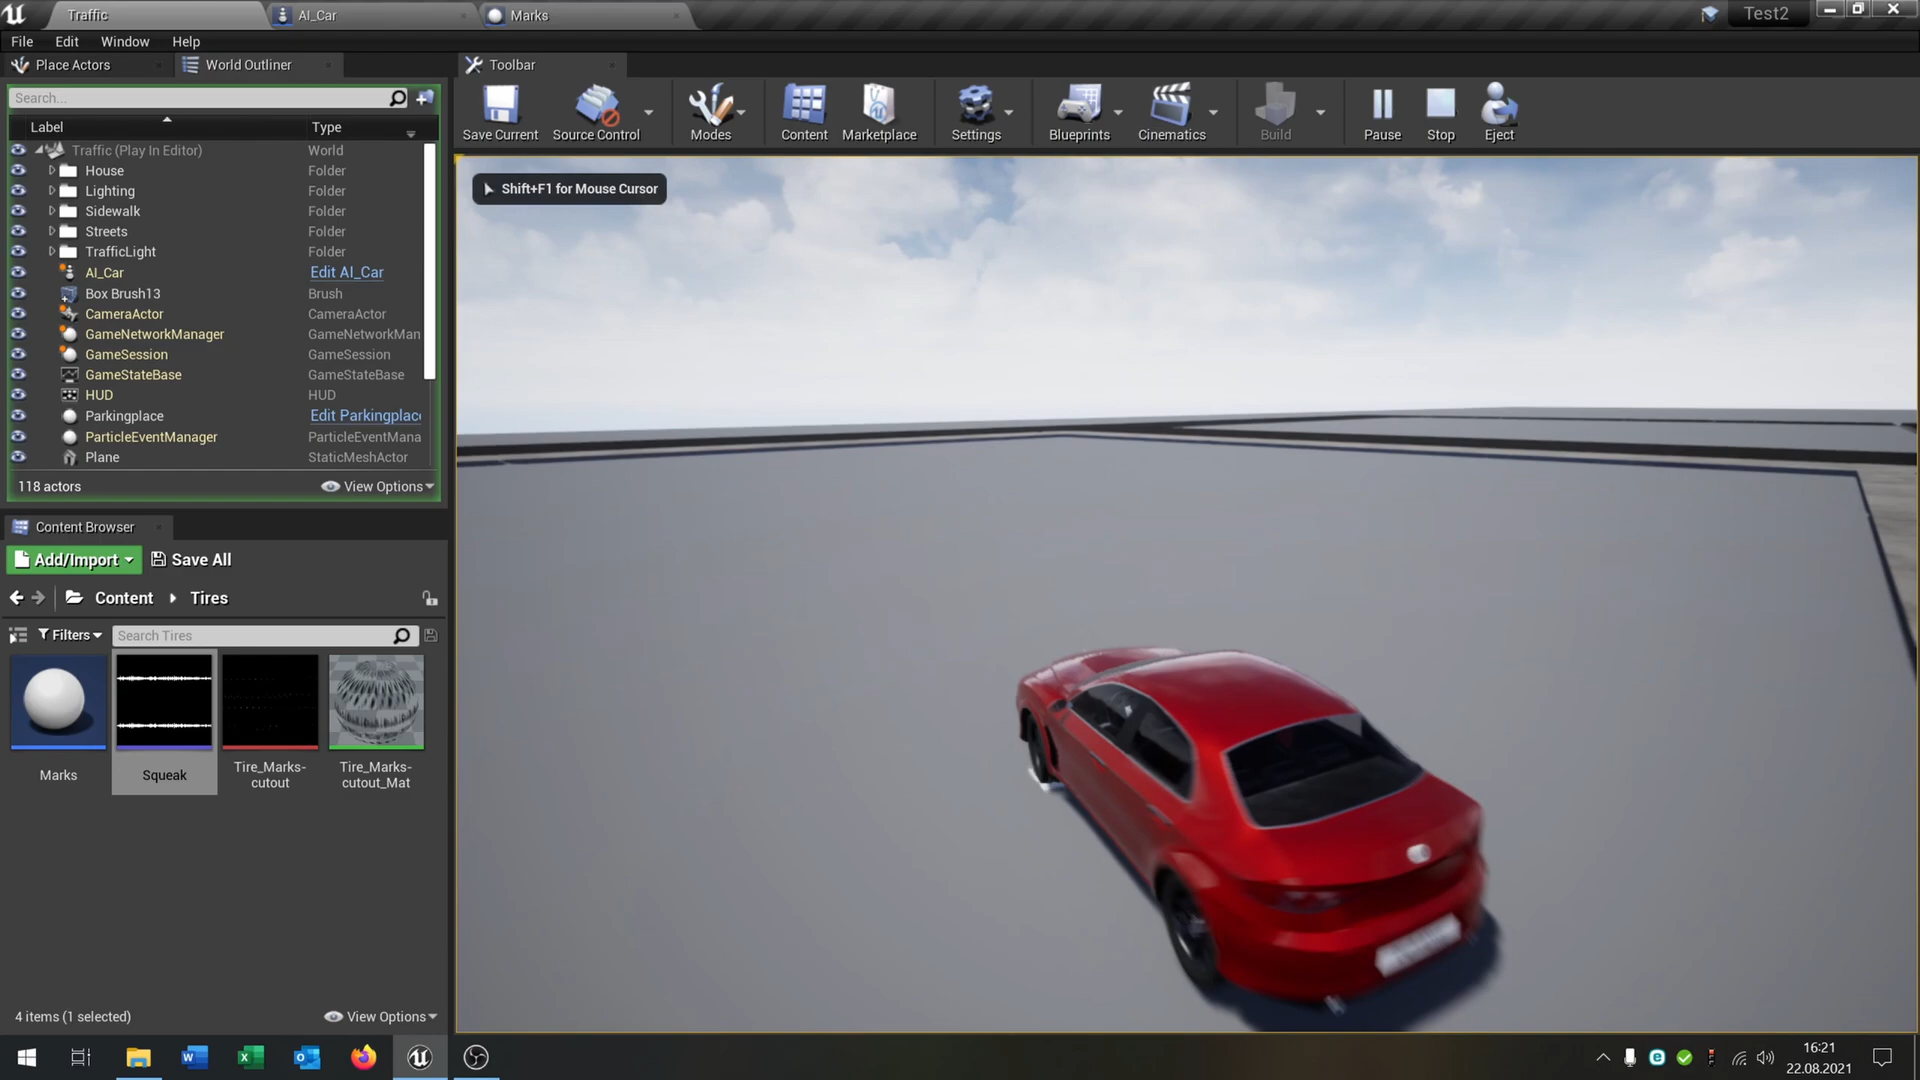 Traffic
AI_Car
Marks
Test2
File
Edit
Window
Help
Place Actors
World Outliner
Toolbar
Search...
Save Current
Source Control
Modes
Content
Marketplace
Settings
Blueprints
Cinematics
Build
Pause
Stop
Eject
Label
Type
Traffic (Play In Editor)
World
House
Folder
Lighting
Folder
Sidewalk
Folder
Streets
Folder
TrafficLight
Folder
AI_Car
Edit AI_Car
Box Brush13
Brush
CameraActor
CameraActor
GameNetworkManager
GameNetworkMan
GameSession
GameSession
GameStateBase
GameStateBase
HUD
HUD
Parkingplace
Edit Parkingplac
ParticleEventManager
ParticleEventMana
Plane
StaticMeshActor
118 actors
View Options
Shift+F1 for Mouse Cursor
Content Browser
Add/Import
Save All
Content
Tires
Filters
Search Tires
Marks
Squeak
Tire_Marks-
cutout
Tire_Marks-
cutout_Mat
4 items (1 selected)
View Options
16:21
22.08.2021